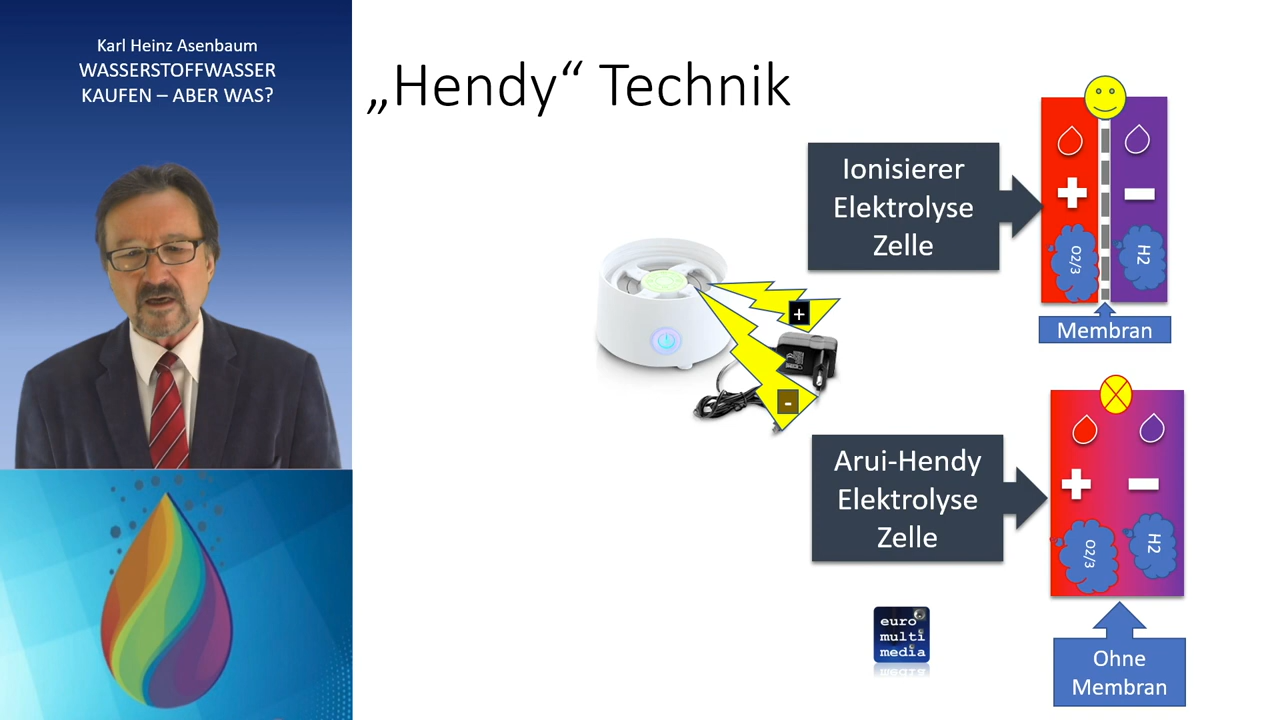 Karl Heinz Asenbaum
WASSERSTOFFWASSER
KAUFEN – ABER WAS?
„Hendy“ Technik
Ionisierer
Elektrolyse
Zelle
+
−
O2/3
H2
Membran
+
-
Arui-Hendy
Elektrolyse
Zelle
+
−
O2/3
H2
euro
multi
media
Ohne
Membran